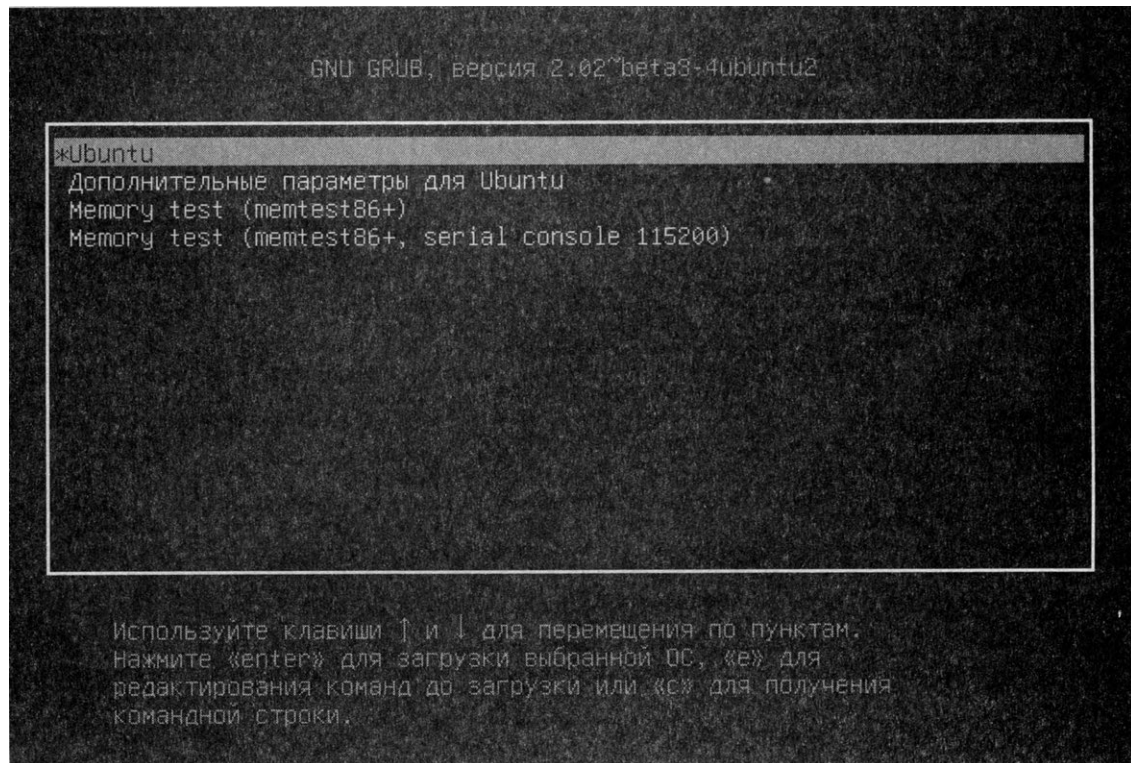 GNU GRUB, версия 2.02~beta3-4ubuntu2
*Ubuntu
Дополнительные параметры для Ubuntu
Memory test (memtest86+)
Memory test (memtest86+, serial console 115200)
Используйте клавиши ↑ и ↓ для перемещения по пунктам.
Нажмите «enter» для загрузки выбранной ОС, «e» для
редактирования команд до загрузки или «c» для получения
командной строки.